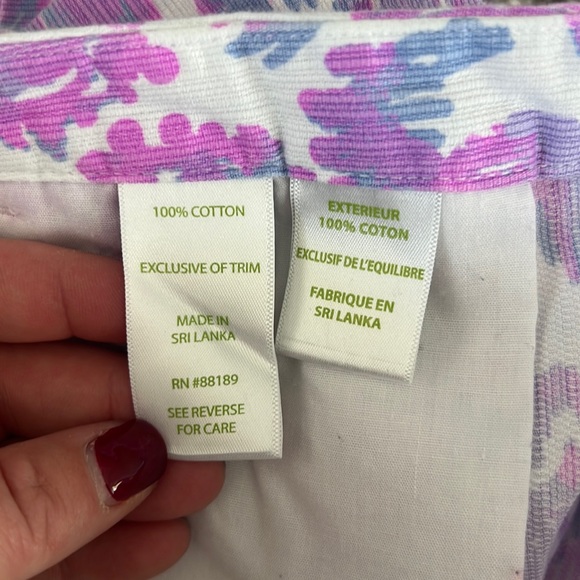 100% COTTON
EXCLUSIVE OF TRIM
MADE IN
SRI LANKA
RN #88189
SEE REVERSE
FOR CARE
EXTERIEUR
100% COTON
EXCLUSIF DE L'EQUILIBRE
FABRIQUE EN
SRI LANKA